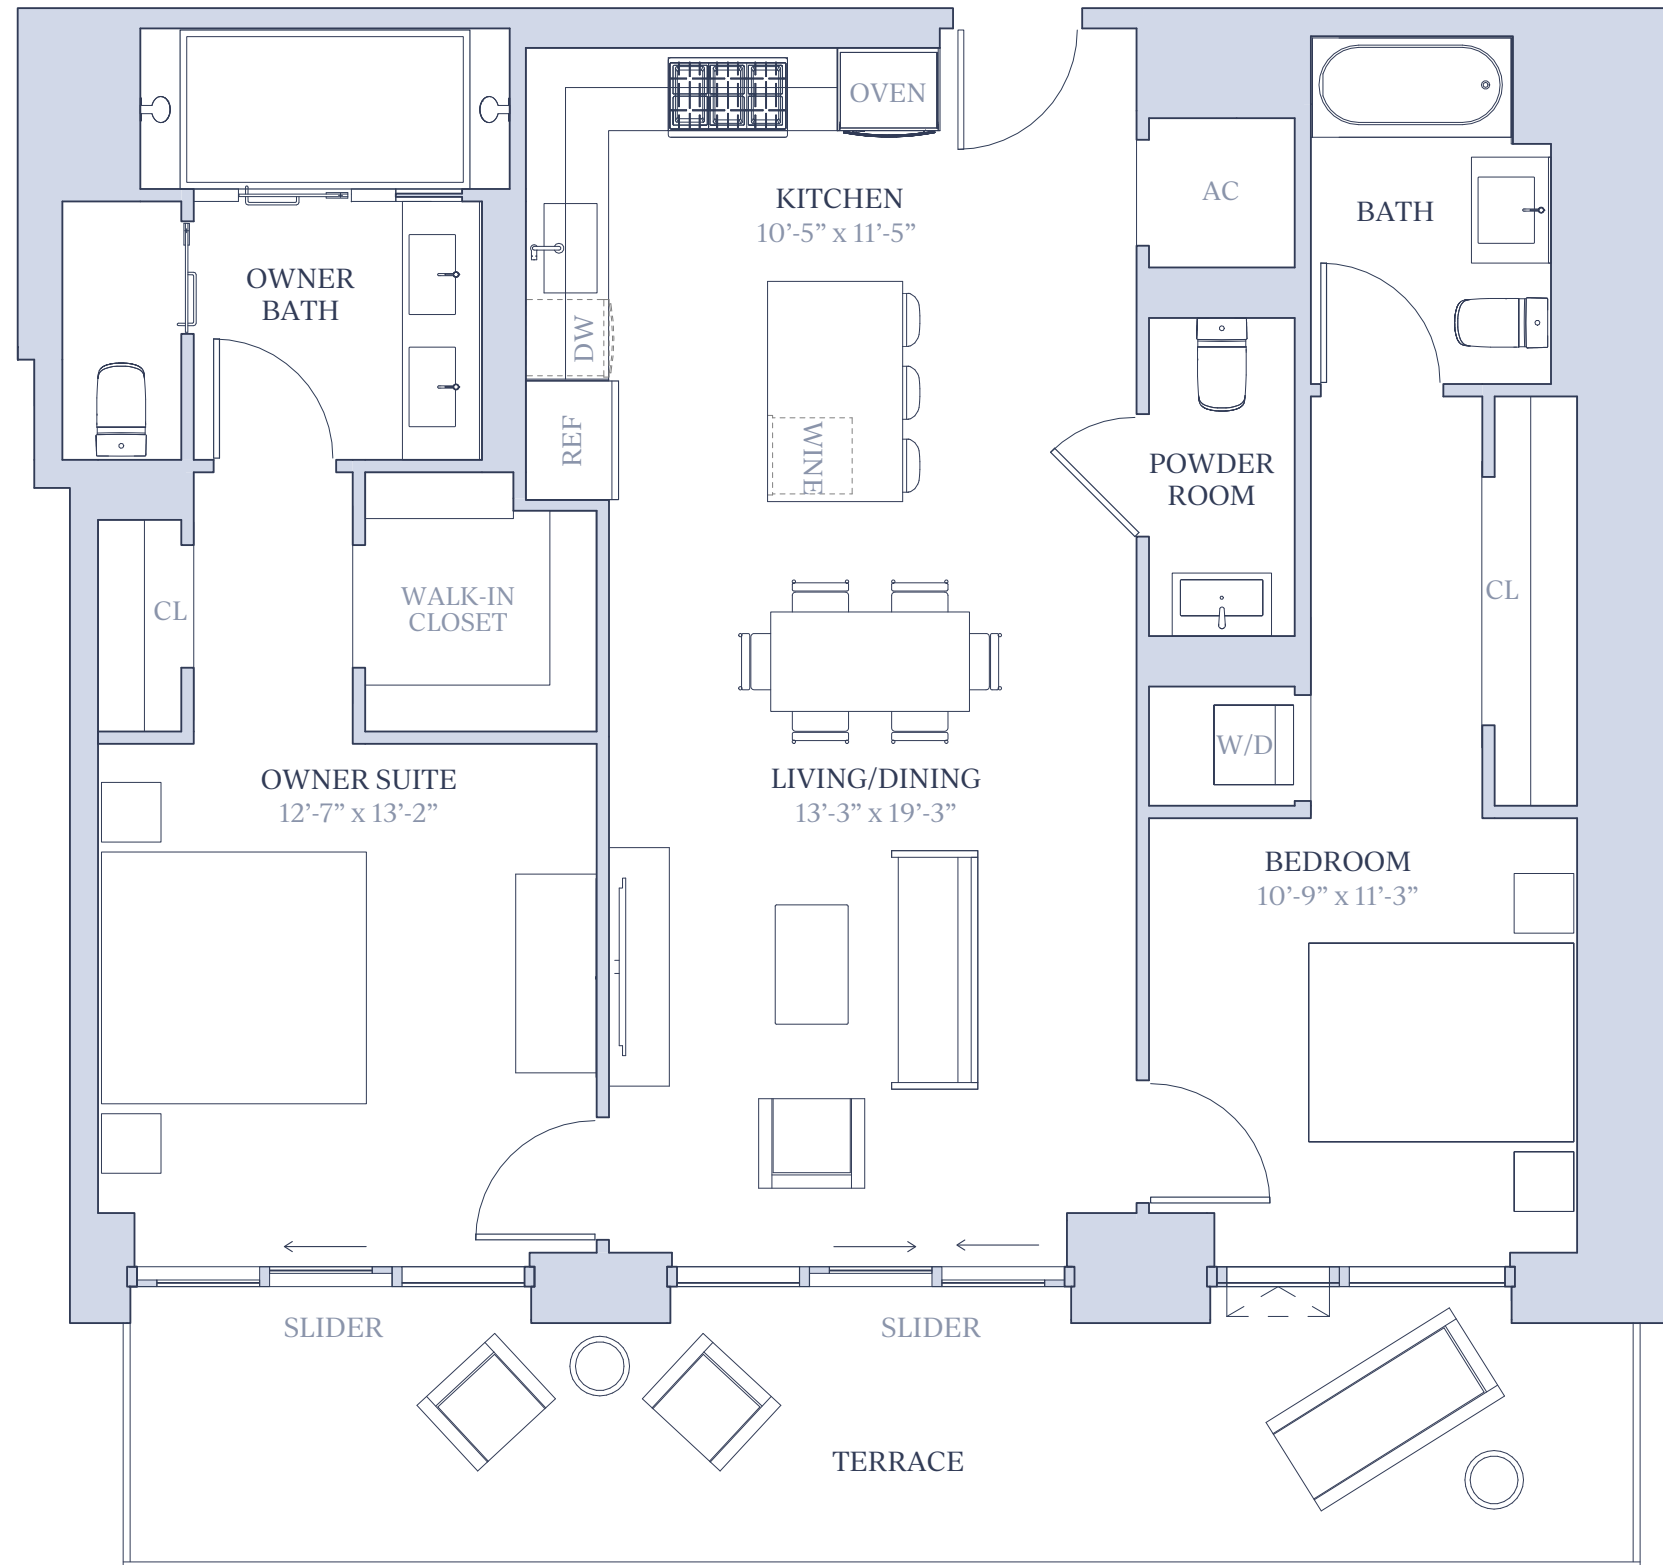 OVEN
KITCHEN
10’-5” x 11’-5”
AC
BATH
OWNER
BATH
DW
REF
WINE
POWDER
ROOM
CL
WALK-IN
CLOSET
CL
W/D
OWNER SUITE
12’-7” x 13’-2”
LIVING/DINING
13’-3” x 19’-3”
BEDROOM
10’-9” x 11’-3”
SLIDER
SLIDER
TERRACE